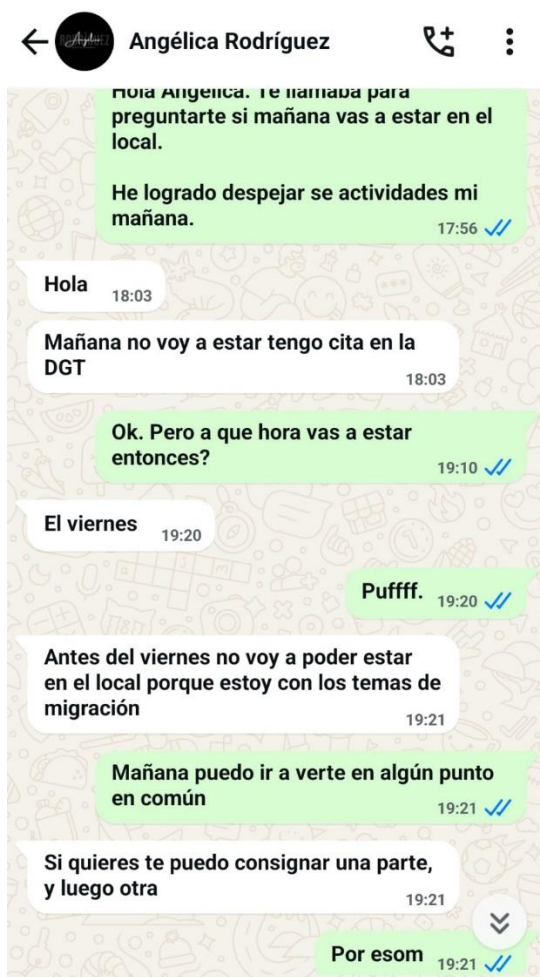 Angélica Rodríguez
Hola Angélica. Te llamaba para
preguntarte si mañana vas a estar en el
local.
He logrado despejar se actividades mi
mañana.
17:56
Hola
18:03
Mañana no voy a estar tengo cita en la
DGT
18:03
Ok. Pero a que hora vas a estar
entonces?
19:10
El viernes
19:20
Puffff.
19:20
Antes del viernes no voy a poder estar
en el local porque estoy con los temas de
migración
19:21
Mañana puedo ir a verte en algún punto
en común
19:21
Si quieres te puedo consignar una parte,
y luego otra
19:21
Por esom
19:21